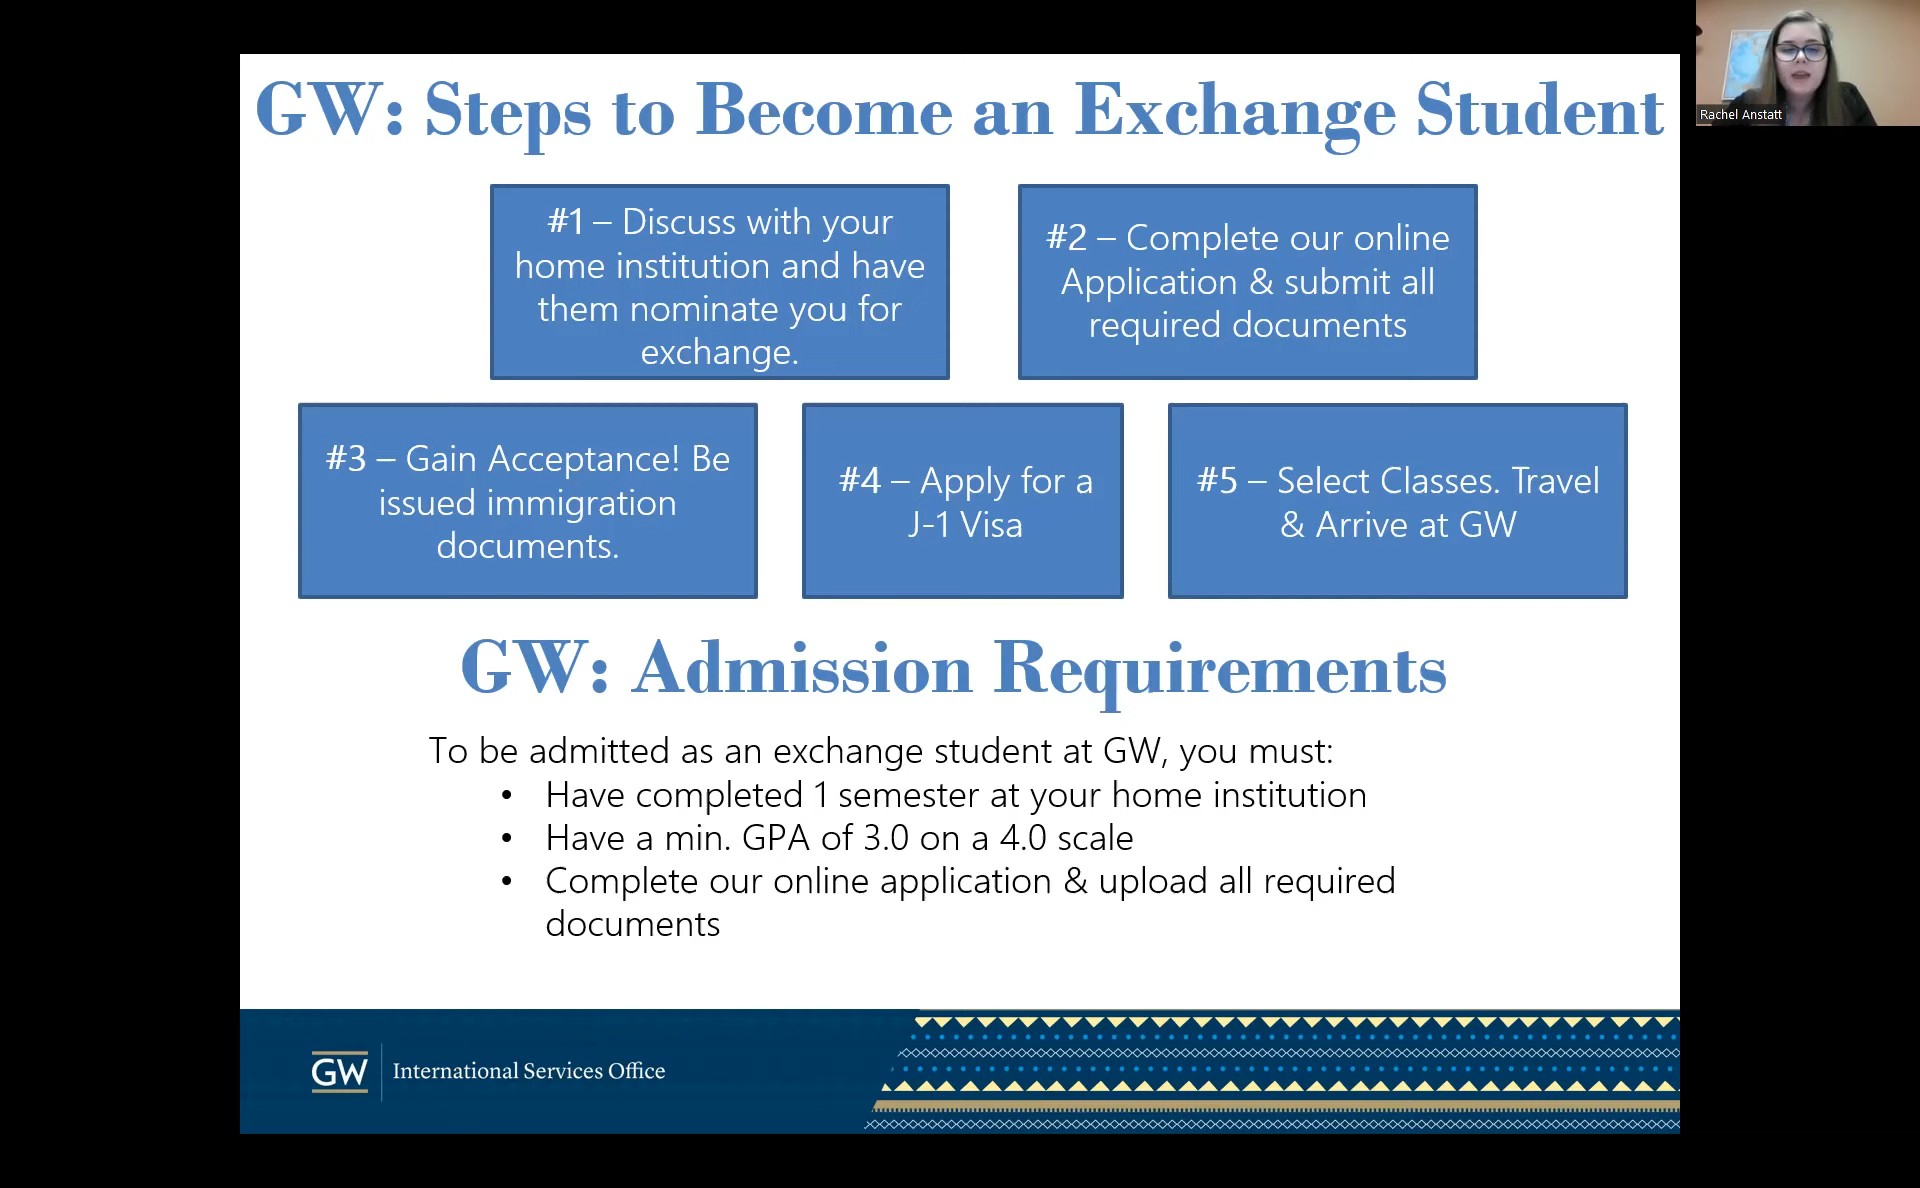 GW: Steps to Become an Exchange Student
Rachel Anstatt
#1 – Discuss with your
home institution and have
them nominate you for
exchange.
#2 – Complete our online
Application & submit all
required documents
#3 – Gain Acceptance! Be
issued immigration
documents.
#4 – Apply for a
J-1 Visa
#5 – Select Classes. Travel
& Arrive at GW
GW: Admission Requirements
To be admitted as an exchange student at GW, you must:
• Have completed 1 semester at your home institution
• Have a min. GPA of 3.0 on a 4.0 scale
• Complete our online application & upload all required
documents
GW International Services Office